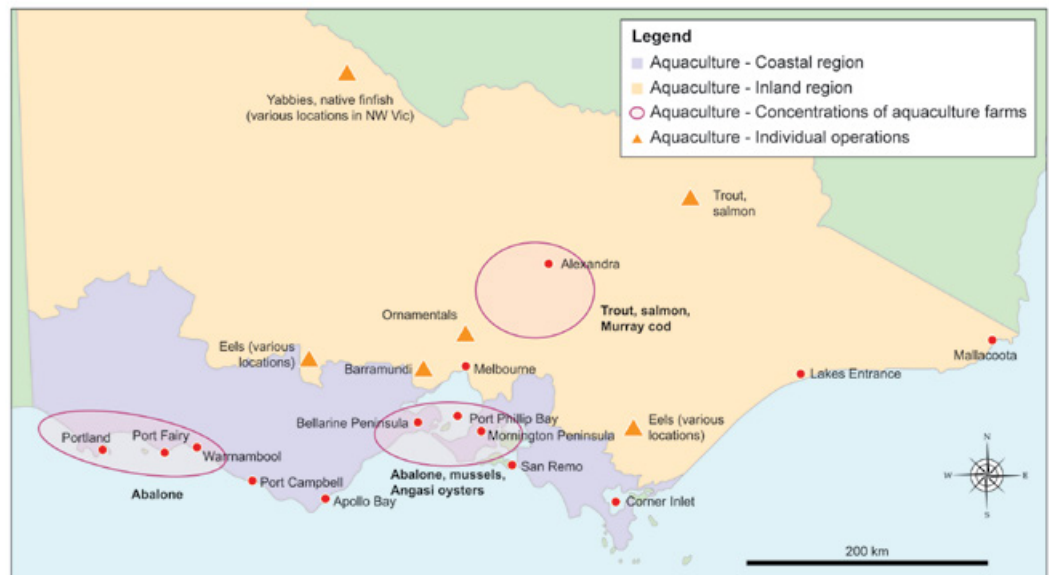 Legend
Aquaculture - Coastal region
Aquaculture - Inland region
Aquaculture - Concentrations of aquaculture farms
Aquaculture - Individual operations
Yabbies, native finfish
(various locations in NW Vic)
Trout,
salmon
Alexandra
Trout, salmon,
Murray cod
Ornamentals
Eels (various
locations)
Barramundi
Melbourne
Mallacoota
Lakes Entrance
Bellarine Peninsula
Port Phillip Bay
Mornington Peninsula
Eels (various
locations)
Portland
Port Fairy
Warrnambool
San Remo
Abalone, mussels,
Angasi oysters
Abalone
Port Campbell
Apollo Bay
Corner Inlet
N
W
E
S
200 km